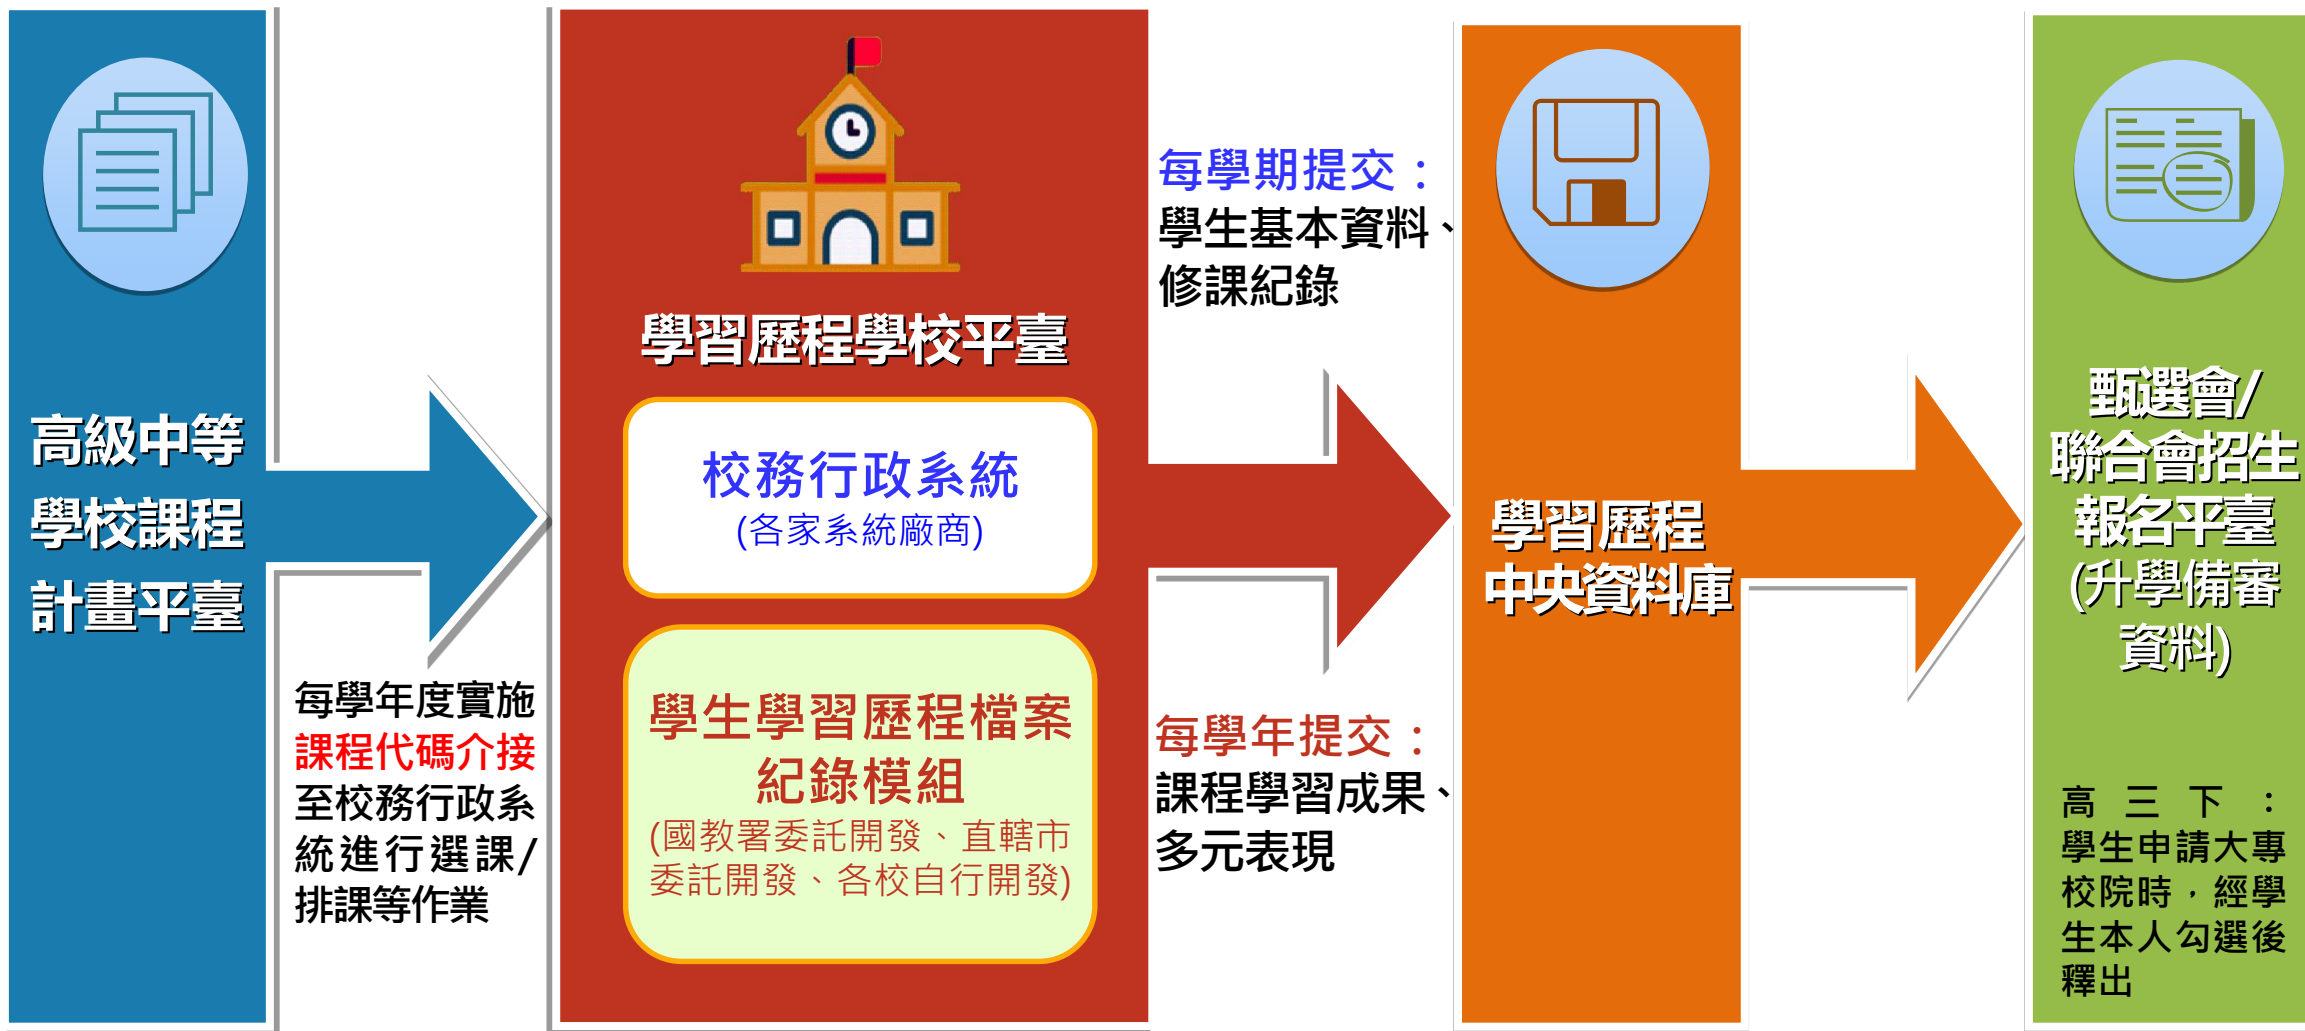 高級中等
學校課程
計畫平臺
每學年度實施
課程代碼介接
至校務行政系
統進行選課/
排課等作業
學習歷程學校平臺
校務行政系統
(各家系統廠商)
學生學習歷程檔案
紀錄模組
(國教署委託開發、直轄市
委託開發、各校自行開發)
每學期提交：
學生基本資料、
修課紀錄
每學年提交：
課程學習成果、
多元表現
學習歷程
中央資料庫
甄選會/
聯合會招生
報名平臺
(升學備審
資料)
高三下：
學生申請大專
校院時，經學
生本人勾選後
釋出